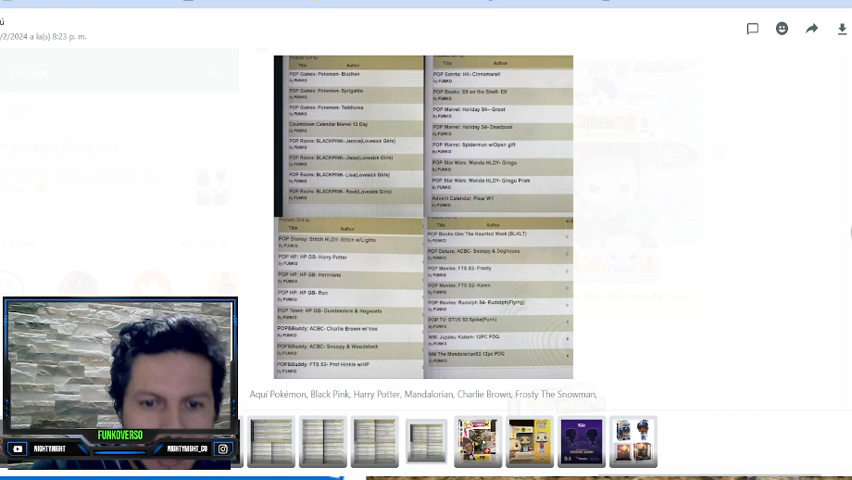 ú
/2/2024 a la(s) 8:23 p. m.
Title Author
POP Games: Pokemon- Blaziken
By FUNKO
POP Games: Pokemon- Sprigatito
By FUNKO
POP Games: Pokemon- Teddiursa
By FUNKO
Countdown Calendar Marvel 12 Day
By FUNKO
POP Rocks: BLACKPINK- Jennie(Lovesick Girls)
By FUNKO
POP Rocks: BLACKPINK- Jisoo(Lovesick Girls)
By FUNKO
POP Rocks: BLACKPINK- Lisa(Lovesick Girls)
By FUNKO
POP Rocks: BLACKPINK- Rosé(Lovesick Girls)
By FUNKO
Title Author
POP Sanrio: HK- Cinnamoroll
By FUNKO
POP Books: Elf on the Shelf- Elf
By FUNKO
POP Marvel: Holiday S4- Groot
By FUNKO
POP Marvel: Holiday S4- Deadpool
By FUNKO
POP Marvel: Spiderman w/Open gift
By FUNKO
POP Star Wars: Mando HLDY- Grogu
By FUNKO
POP Star Wars: Mando HLDY- Grogu Pram
By FUNKO
Advent Calendar: Pixar
By FUNKO
Title Author
POP Disney: Stitch HLDY- Stitch w/Lights
By FUNKO
POP HP: HP GB- Harry Potter
By FUNKO
POP HP: HP GB- Hermione
By FUNKO
POP HP: HP GB- Ron
By FUNKO
POP Town: HP GB- Dumbledore & Hogwarts
By FUNKO
POP&Buddy: ACBC- Charlie Brown w/tree
By FUNKO
POP&Buddy: ACBC- Snoopy & Woodstock
By FUNKO
POP&Buddy: FTS S2- Prof Hinkle w/HP
By FUNKO
Title Author
POP Books Gbs The Haunted Mask [BLKLT]
By FUNKO
POP Deluxe: ACBC- Snoopy & Doghouse
By FUNKO
POP Movies: FTS S2- Frosty
By FUNKO
POP Movies: FTS S2- Karen
By FUNKO
POP Movies: Rudolph S4- Rudolph(Flying)
By FUNKO
POP TV: BTVS S2 Spike(Punk)
By FUNKO
MM: Jujutsu Kaisen- 12PC PDQ
By FUNKO
MM The MandalorianS2 12pc PDQ
By FUNKO
Aquí Pokémon, Black Pink, Harry Potter, Mandalorian, Charlie Brown, Frosty The Snowman,
FUNKOVERSO
NIGHTYNIGHT
NIGHTYNIGHT_CO